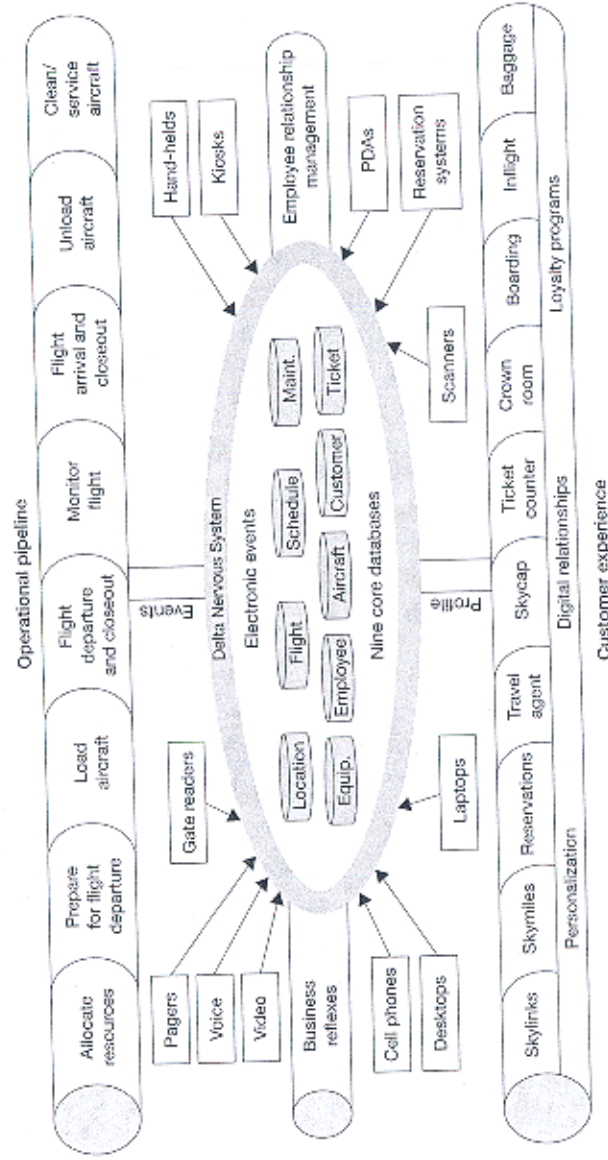 Operational pipeline
Allocate
resources
Prepare
for flight
departure
Load
aircraft
Flight
departure
and closeout
Monitor
flight
Flight
arrival and
closeout
Unload
aircraft
Clean/
service
aircraft
Pagers
Voice
Video
Gate readers
Events
Hand-helds
Kiosks
Business
reflexes
Delta Nervous System
Electronic events
Location
Flight
Schedule
Maint.
Equip.
Employee
Aircraft
Customer
Ticket
Nine core databases
Employee relationship
management
Cell phones
Desktops
Laptops
Profile
Scanners
PDAs
Reservation
systems
Skylinks
Skymiles
Reservations
Travel
agent
Skycap
Ticket
counter
Crown
room
Boarding
Inflight
Baggage
Personalization
Digital relationships
Loyalty programs
Customer experience